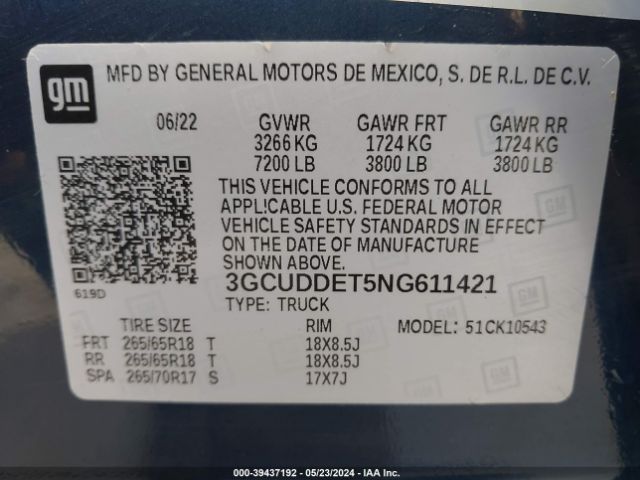 gm
MFD BY GENERAL MOTORS DE MEXICO, S. DE R.L. DE C.V.
06/22 GVWR GAWR FRT GAWR RR
3266 KG 1724 KG 1724 KG
7200 LB 3800 LB 3800 LB
THIS VEHICLE CONFORMS TO ALL
APPLICABLE U.S. FEDERAL MOTOR
VEHICLE SAFETY STANDARDS IN EFFECT
ON THE DATE OF MANUFACTURE
SHOWN ABOVE.
619D
3GCUDDET5NG611421
TYPE: TRUCK
TIRE SIZE RIM MODEL: 51CK10543
FRT 265/65R18 T 18X8.5J
RR 265/65R18 T 18X8.5J
SPA 265/70R17 S 17X7J
000-39437192 - 05/23/2024 - IAA Inc.